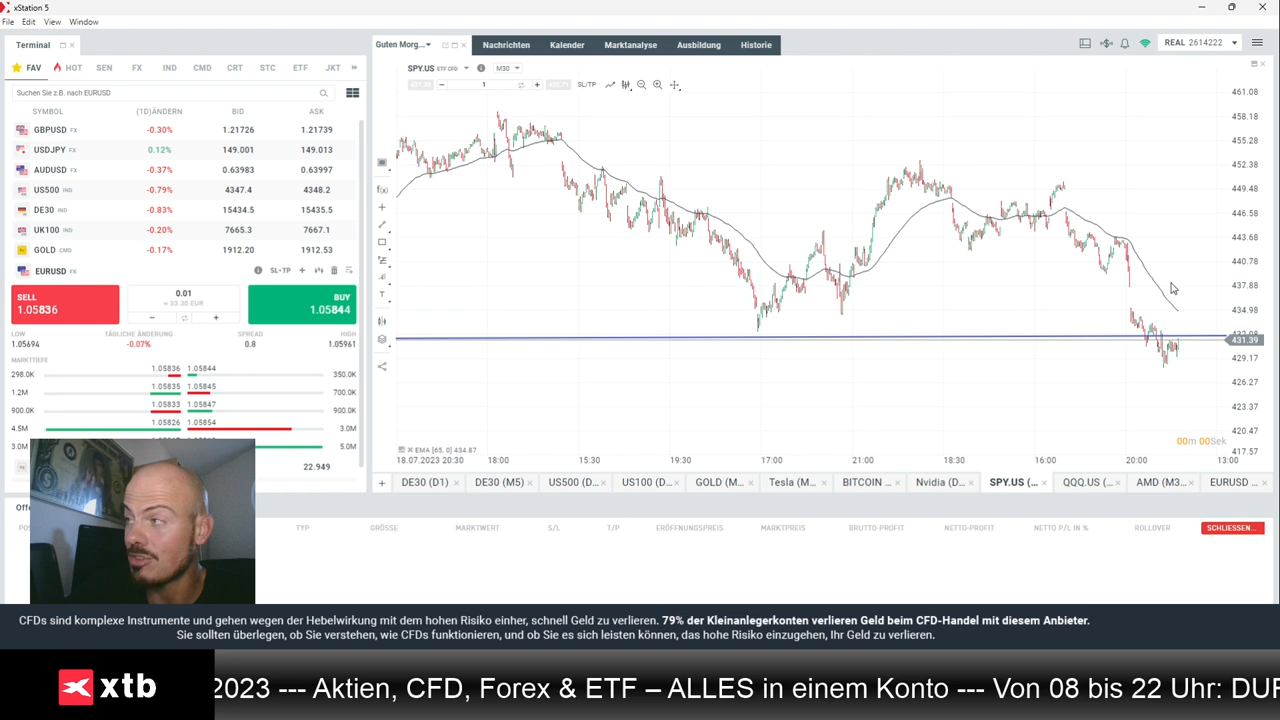 xStation 5
File Edit View Window
Terminal
FAV HOT SEN FX IND CMD CRT STC ETF JKT
Suchen Sie z.B. nach EURUSD
SYMBOL (1D)ÄNDERN BID ASK
GBPUSD FX -0.30% 1.21726 1.21739
USDJPY FX 0.12% 149.001 149.013
AUDUSD FX -0.37% 0.63983 0.63997
US500 IND -0.79% 4347.4 4348.2
DE30 IND -0.83% 15434.5 15435.5
UK100 IND -0.20% 7665.3 7667.1
GOLD CMD -0.17% 1912.20 1912.53
EURUSD FX SL•TP
SELL 0.01 BUY
1.05836 ≈ 33.30 EUR 1.05844
LOW TÄGLICHE ÄNDERUNG SPREAD HIGH
1.05694 -0.07% 0.8 1.05961
MARKTTIEFE
298.0K 1.05836 1.05844 350.0K
1.2M 1.05835 1.05845 700.0K
900.0K 1.05833 1.05847 900.0K
4.5M 1.05826 1.05854 3.0M
3.0M 5.0M
22.949
Guten Morg... Nachrichten Kalender Marktanalyse Ausbildung Historie
REAL 2614222
SPY.US ETF CFD M30
1 SL/TP
461.08
458.18
455.28
452.38
449.48
446.58
443.68
440.78
437.88
434.98
431.39
429.17
426.27
423.37
420.47
417.57
00m 00Sek
EMA [65, 0] 434.87
18.07.2023 20:30 18:00 15:30 19:30 17:00 21:00 18:30 16:00 20:00 13:00
DE30 (D1) DE30 (M5) US500 (D... US100 (D... GOLD (M... Tesla (M... BITCOIN ... Nvidia (D... SPY.US (... QQQ.US (... AMD (M3... EURUSD ...
Off
PO TYP GRÖSSE MARKTWERT S/L T/P ERÖFFNUNGSPREIS MARKTPREIS BRUTTO-PROFIT NETTO-PROFIT NETTO P/L IN % ROLLOVER SCHLIESSEN...
CFDs sind komplexe Instrumente und gehen wegen der Hebelwirkung mit dem hohen Risiko einher, schnell Geld zu verlieren. 79% der Kleinanlegerkonten verlieren Geld beim CFD-Handel mit diesem Anbieter.
Sie sollten überlegen, ob Sie verstehen, wie CFDs funktionieren, und ob Sie es sich leisten können, das hohe Risiko einzugehen, Ihr Geld zu verlieren.
xtb
2023 --- Aktien, CFD, Forex & ETF – ALLES in einem Konto --- Von 08 bis 22 Uhr: DUR